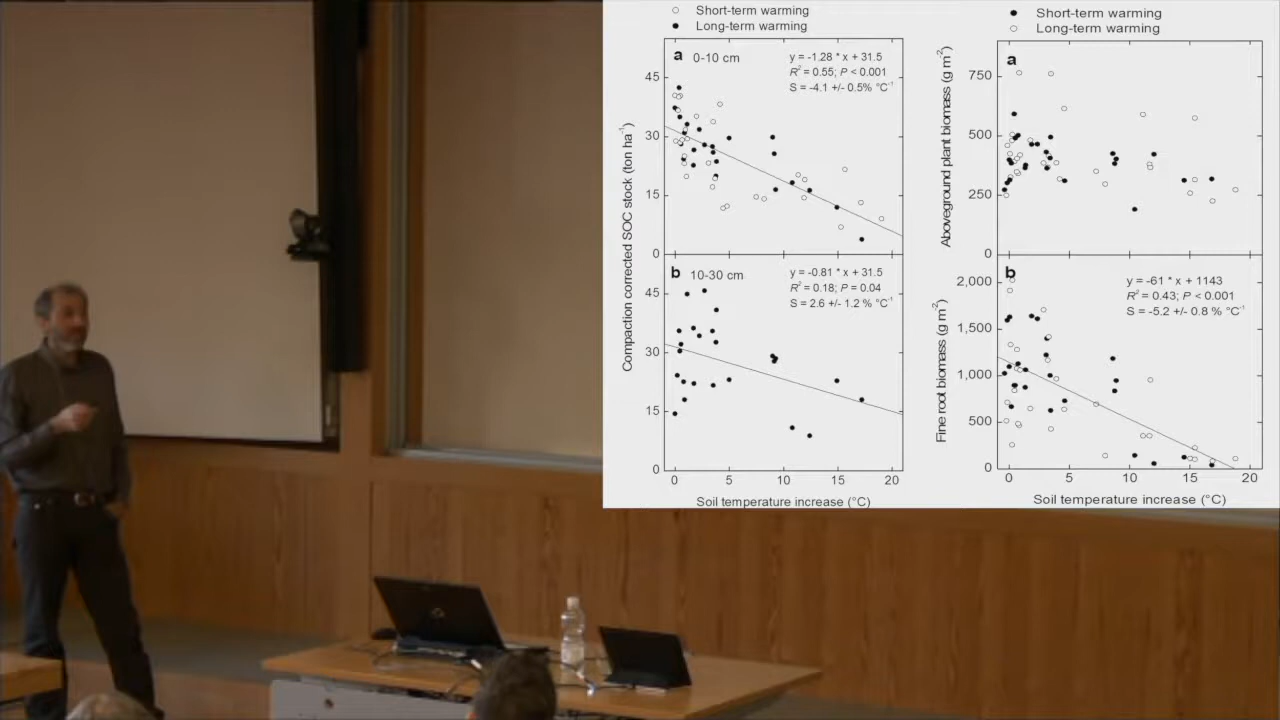 Short-term warming
Long-term warming
a 0-10 cm
y = -1.28 * x + 31.5
R² = 0.55; P < 0.001
S = -4.1 +/- 0.5% °C⁻¹
45
30
15
0
b 10-30 cm
y = -0.81 * x + 31.5
R² = 0.18; P = 0.04
S = 2.6 +/- 1.2 % °C⁻¹
45
30
15
0
Compaction corrected SOC stock (ton ha⁻¹)
0 5 10 15 20
Soil temperature increase (°C)
Short-term warming
Long-term warming
a
750
500
250
0
Aboveground plant biomass (g m⁻²)
b
y = -61 * x + 1143
R² = 0.43; P < 0.001
S = -5.2 +/- 0.8 % °C⁻¹
2,000
1,500
1,000
500
0
Fine root biomass (g m⁻²)
0 5 10 15 20
Soil temperature increase (°C)